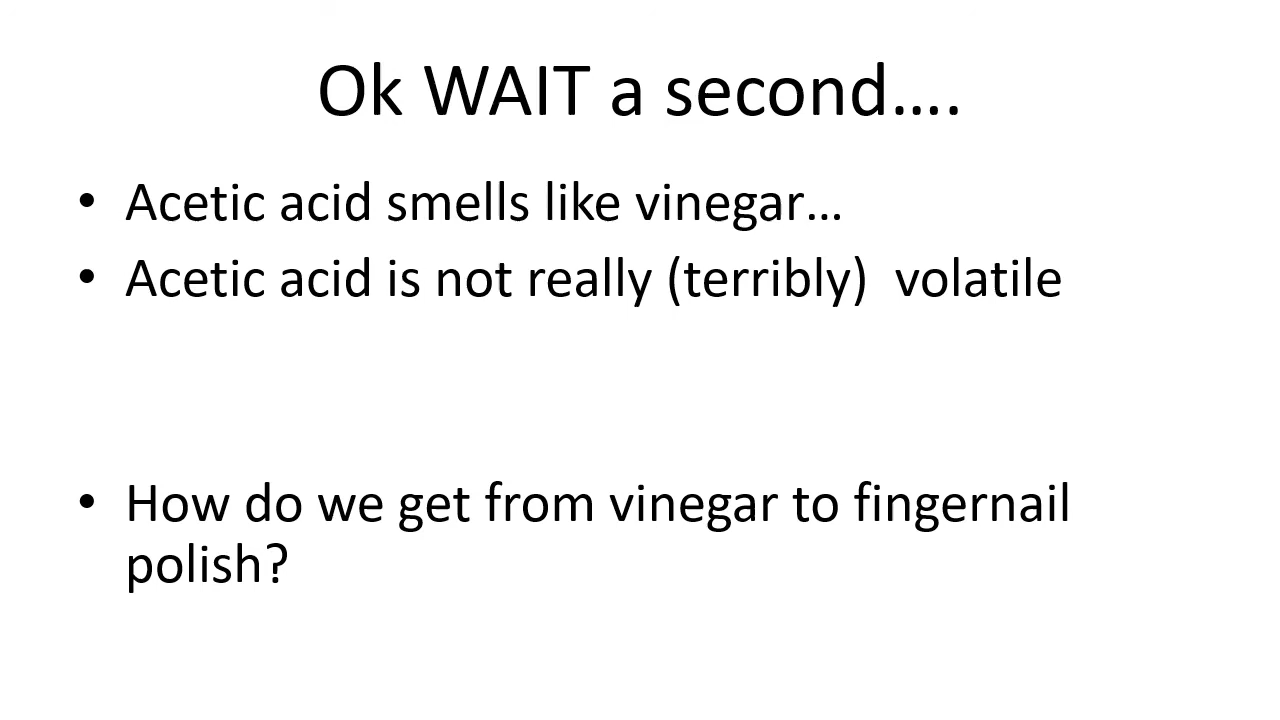 Ok WAIT a second….
• Acetic acid smells like vinegar…
• Acetic acid is not really (terribly)  volatile
• How do we get from vinegar to fingernail
polish?